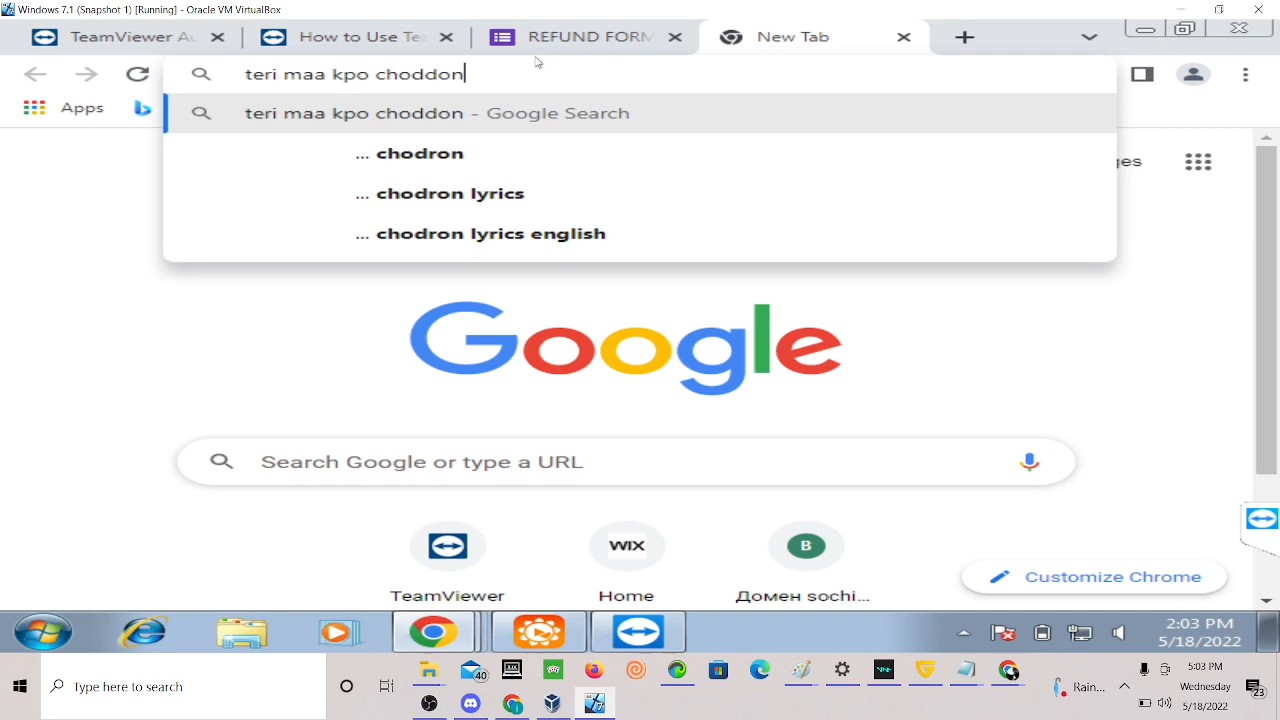 Windows 7.1 (Snapshot 1) [Running] - Oracle VM VirtualBox
TeamViewer Au
How to Use Te
REFUND FORM
New Tab
teri maa kpo choddon
Apps
teri maa kpo choddon - Google Search
... chodron
ges
... chodron lyrics
... chodron lyrics english
Google
Search Google or type a URL
WIX
B
TeamViewer
Home
Домен sochi...
Customize Chrome
2:03 PM
5/18/2022
Type here to search
40
Rain...
5:03 PM
Wednesday
5/18/2022
23